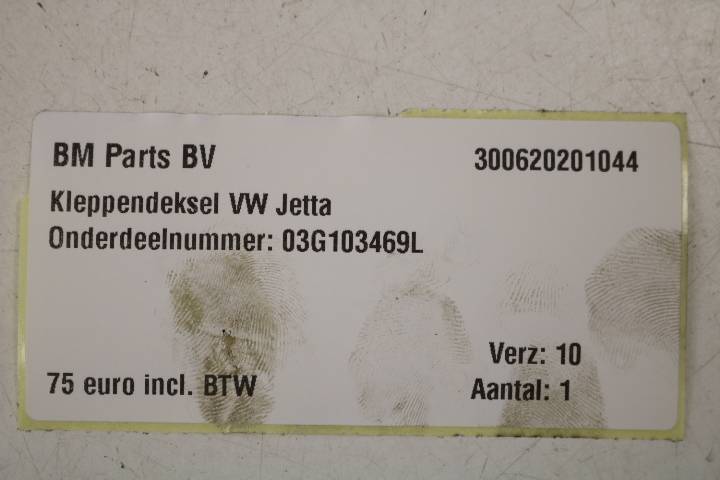 BM Parts BV 300620201044
Kleppendeksel VW Jetta
Onderdeelnummer: 03G103469L
Verz: 10
75 euro incl. BTW Aantal: 1